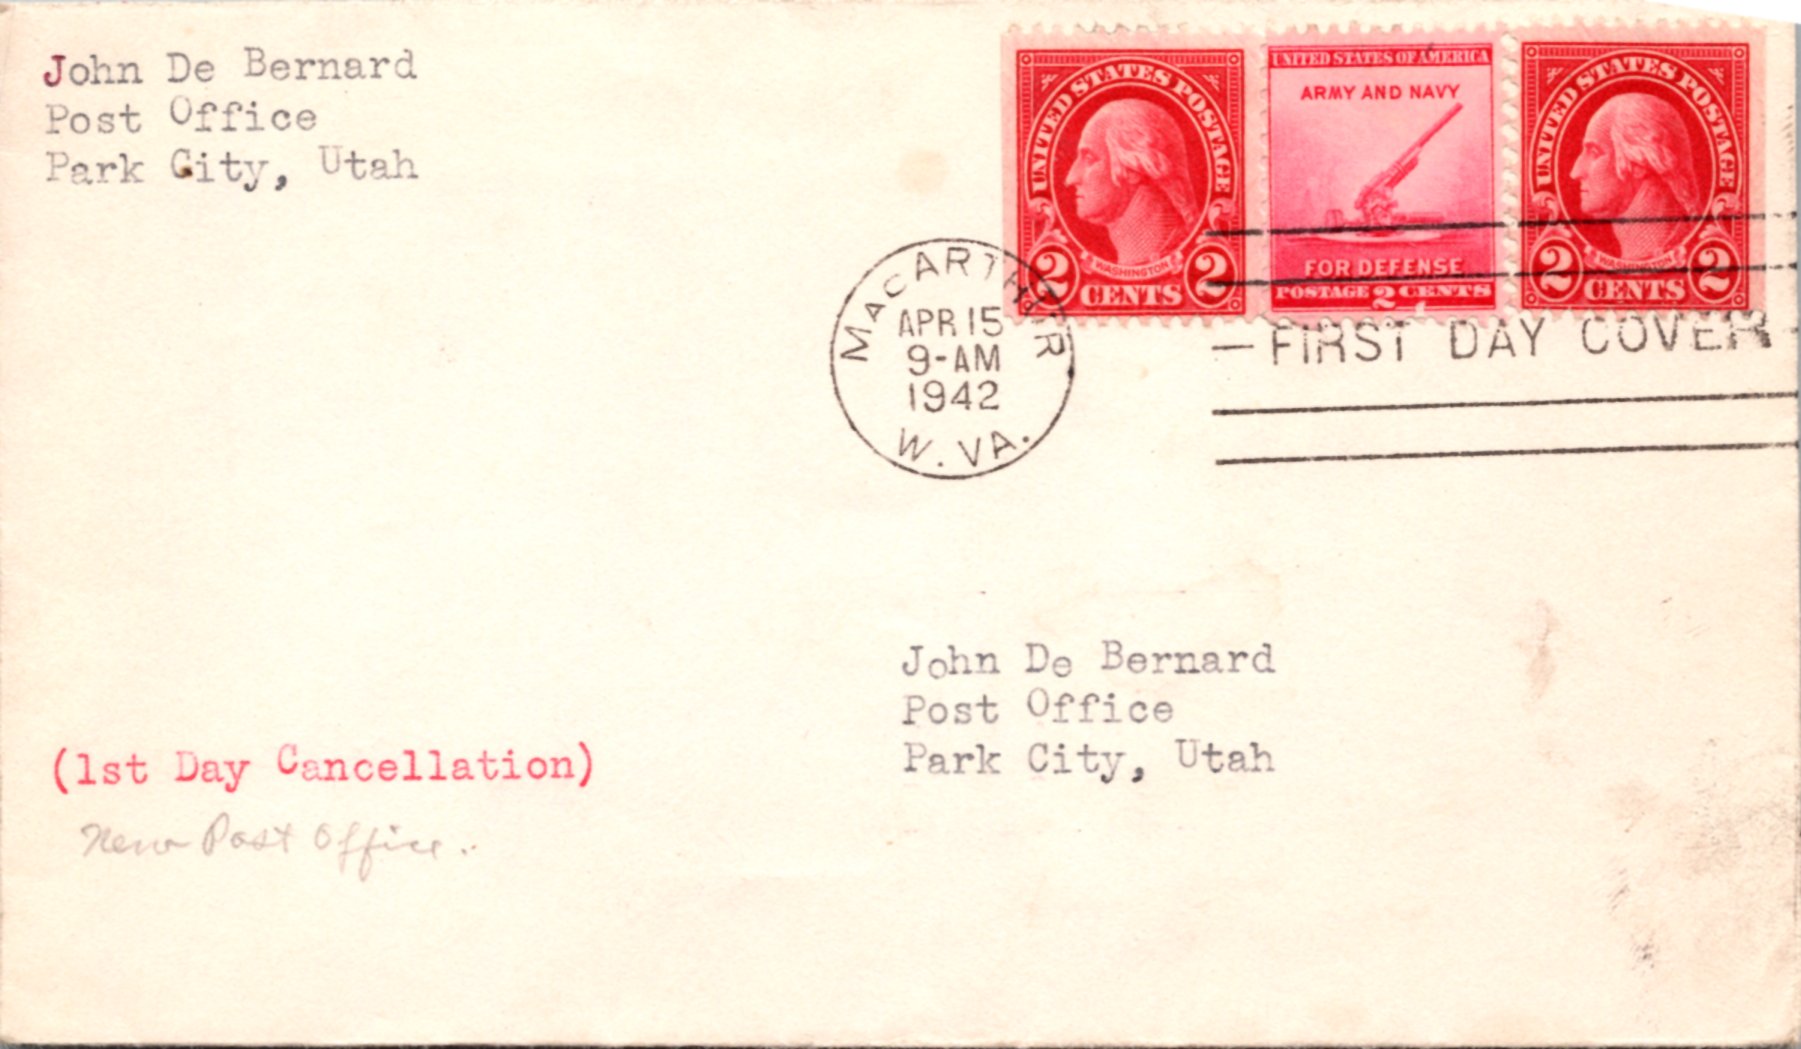 John De Bernard
Post Office
Park City, Utah
UNITED STATES POSTAGE
WASHINGTON
2 CENTS 2
UNITED STATES OF AMERICA
ARMY AND NAVY
FOR DEFENSE
POSTAGE 2 CENTS
UNITED STATES POSTAGE
WASHINGTON
2 CENTS 2
MACARTHUR
APR 15
9-AM
1942
W. VA.
— FIRST DAY COVER
John De Bernard
Post Office
Park City, Utah
(1st Day Cancellation)
New Post Office.